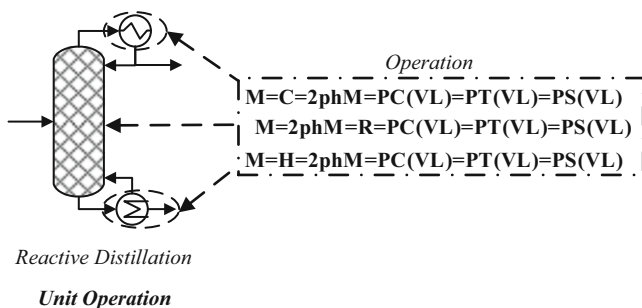 Operation
M=C=2phM=PC(VL)=PT(VL)=PS(VL)
M=2phM=R=PC(VL)=PT(VL)=PS(VL)
M=H=2phM=PC(VL)=PT(VL)=PS(VL)
Reactive Distillation
Unit Operation